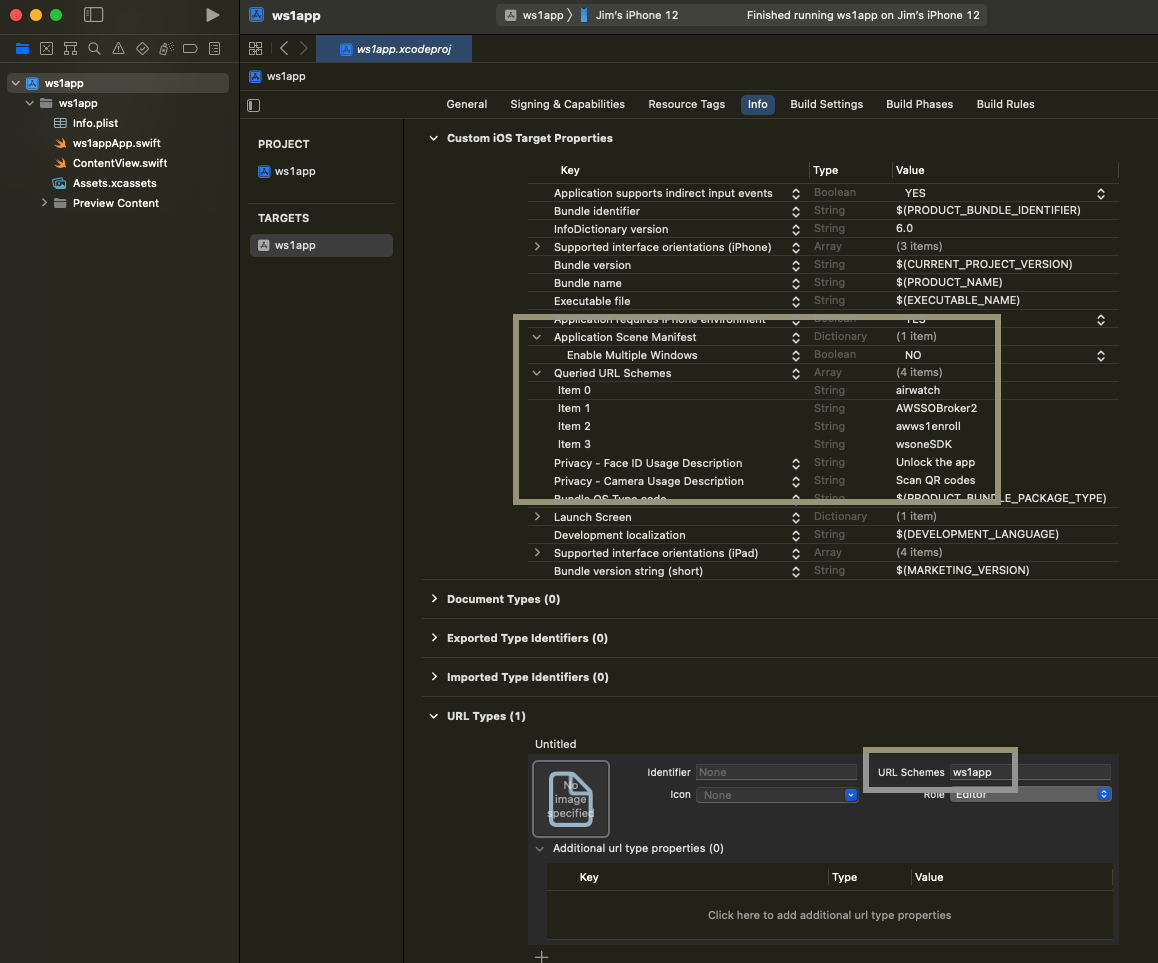 ws1app
ws1app
Jim's iPhone 12
Finished running ws1app on Jim's iPhone 12
ws1app.xcodeproj
ws1app
ws1app
ws1app
Info.plist
ws1appApp.swift
ContentView.swift
Assets.xcassets
Preview Content
General
Signing & Capabilities
Resource Tags
Info
Build Settings
Build Phases
Build Rules
PROJECT
ws1app
TARGETS
ws1app
Custom iOS Target Properties
Key Type Value
Application supports indirect input events Boolean YES
Bundle identifier String $(PRODUCT_BUNDLE_IDENTIFIER)
InfoDictionary version String 6.0
Supported interface orientations (iPhone) Array (3 items)
Bundle version String $(CURRENT_PROJECT_VERSION)
Bundle name String $(PRODUCT_NAME)
Executable file String $(EXECUTABLE_NAME)
Application requires iPhone environment Boolean YES
Application Scene Manifest Dictionary (1 item)
Enable Multiple Windows Boolean NO
Queried URL Schemes Array (4 items)
Item 0 String airwatch
Item 1 String AWSSOBroker2
Item 2 String awws1enroll
Item 3 String wsoneSDK
Privacy - Face ID Usage Description String Unlock the app
Privacy - Camera Usage Description String Scan QR codes
Bundle OS Type code String $(PRODUCT_BUNDLE_PACKAGE_TYPE)
Launch Screen Dictionary (1 item)
Development localization String $(DEVELOPMENT_LANGUAGE)
Supported interface orientations (iPad) Array (4 items)
Bundle version string (short) String $(MARKETING_VERSION)
Document Types (0)
Exported Type Identifiers (0)
Imported Type Identifiers (0)
URL Types (1)
Untitled
No
image
specified
Identifier None
URL Schemes ws1app
Icon None
Role Editor
Additional url type properties (0)
Key Type Value
Click here to add additional url type properties